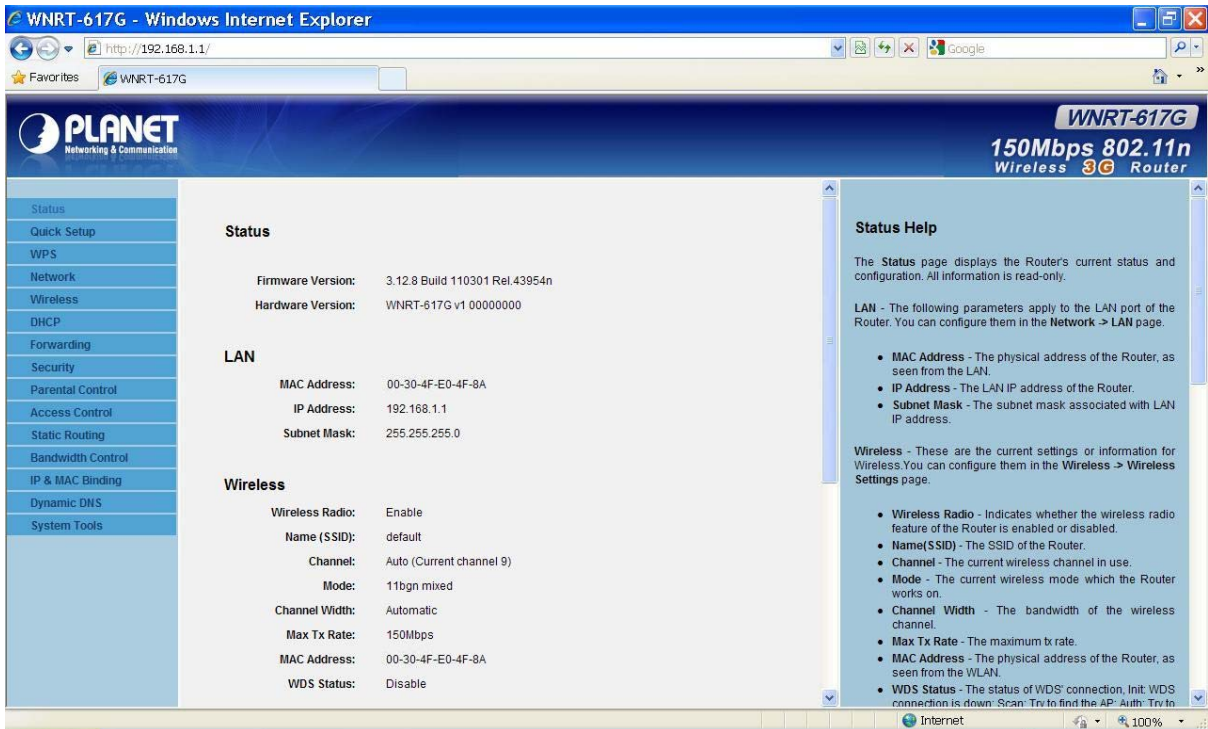 WNRT-617G - Windows Internet Explorer
http://192.168.1.1/
Google
Favorites
WNRT-617G
PLANET
Networking & Communication
WNRT-617G
150Mbps 802.11n
Wireless 3G Router
Status
Quick Setup
WPS
Network
Wireless
DHCP
Forwarding
Security
Parental Control
Access Control
Static Routing
Bandwidth Control
IP & MAC Binding
Dynamic DNS
System Tools
Status
Firmware Version: 3.12.8 Build 110301 Rel.43954n
Hardware Version: WNRT-617G v1 00000000
LAN
MAC Address: 00-30-4F-E0-4F-8A
IP Address: 192.168.1.1
Subnet Mask: 255.255.255.0
Wireless
Wireless Radio: Enable
Name (SSID): default
Channel: Auto (Current channel 9)
Mode: 11bgn mixed
Channel Width: Automatic
Max Tx Rate: 150Mbps
MAC Address: 00-30-4F-E0-4F-8A
WDS Status: Disable
Status Help
The Status page displays the Router's current status and
configuration. All information is read-only.
LAN - The following parameters apply to the LAN port of the
Router. You can configure them in the Network -> LAN page.
• MAC Address - The physical address of the Router, as
seen from the LAN.
• IP Address - The LAN IP address of the Router.
• Subnet Mask - The subnet mask associated with LAN
IP address.
Wireless - These are the current settings or information for
Wireless.You can configure them in the Wireless -> Wireless
Settings page.
• Wireless Radio - Indicates whether the wireless radio
feature of the Router is enabled or disabled.
• Name(SSID) - The SSID of the Router.
• Channel - The current wireless channel in use.
• Mode - The current wireless mode which the Router
works on.
• Channel Width - The bandwidth of the wireless
channel.
• Max Tx Rate - The maximum tx rate.
• MAC Address - The physical address of the Router, as
seen from the WLAN.
• WDS Status - The status of WDS' connection, Init: WDS
connection is down; Scan: Try to find the AP; Auth: Try to
Internet
100%